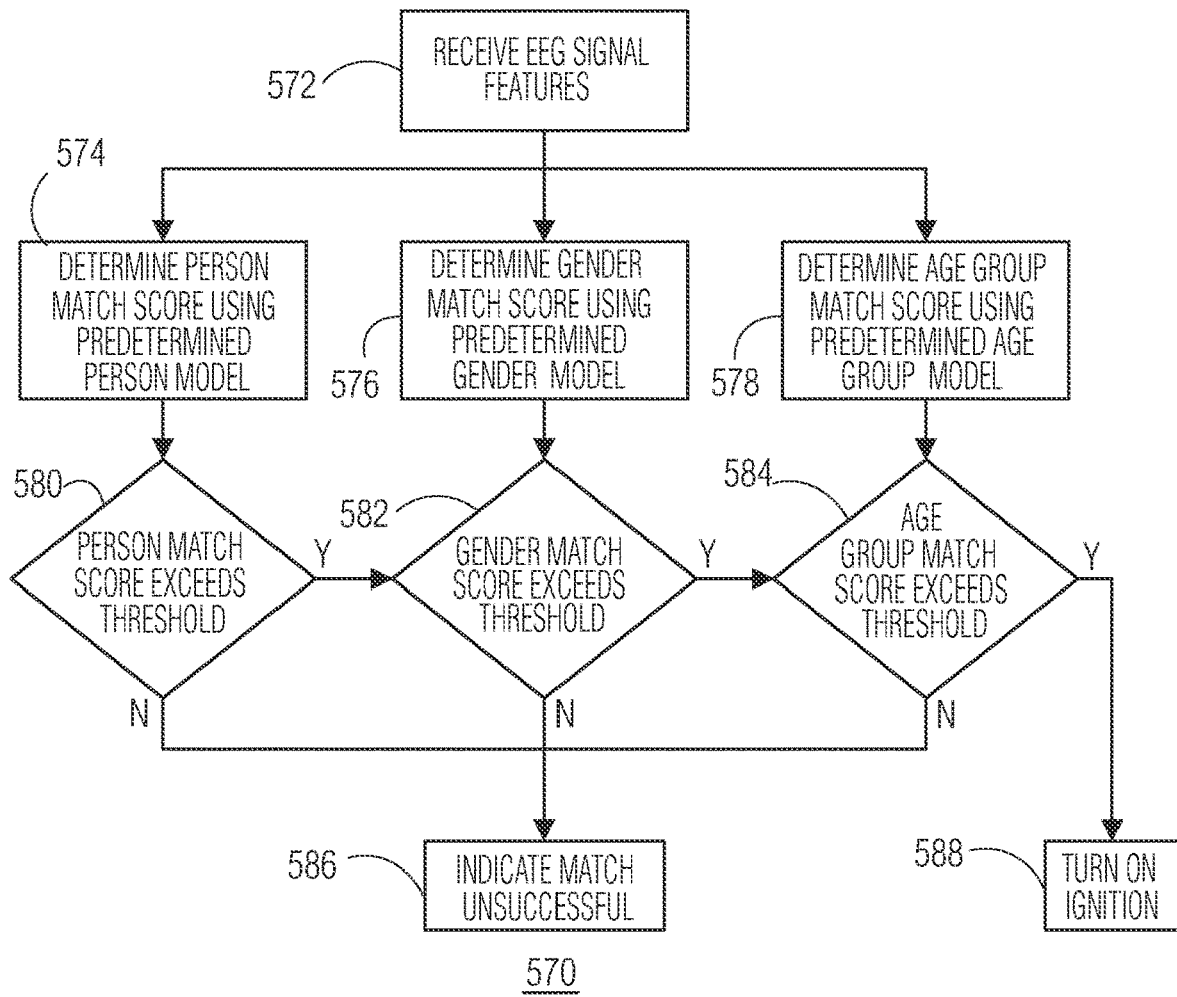 RECEIVE EEG SIGNAL
FEATURES
572
574
DETERMINE PERSON
MATCH SCORE USING
PREDETERMINED
PERSON MODEL
DETERMINE GENDER
MATCH SCORE USING
PREDETERMINED
GENDER MODEL
576
DETERMINE AGE GROUP
MATCH SCORE USING
PREDETERMINED AGE
GROUP MODEL
578
580
PERSON MATCH
SCORE EXCEEDS
THRESHOLD
Y
N
582
GENDER MATCH
SCORE EXCEEDS
THRESHOLD
Y
N
584
AGE
GROUP MATCH
SCORE EXCEEDS
THRESHOLD
Y
N
586
INDICATE MATCH
UNSUCCESSFUL
588
TURN ON
IGNITION
570